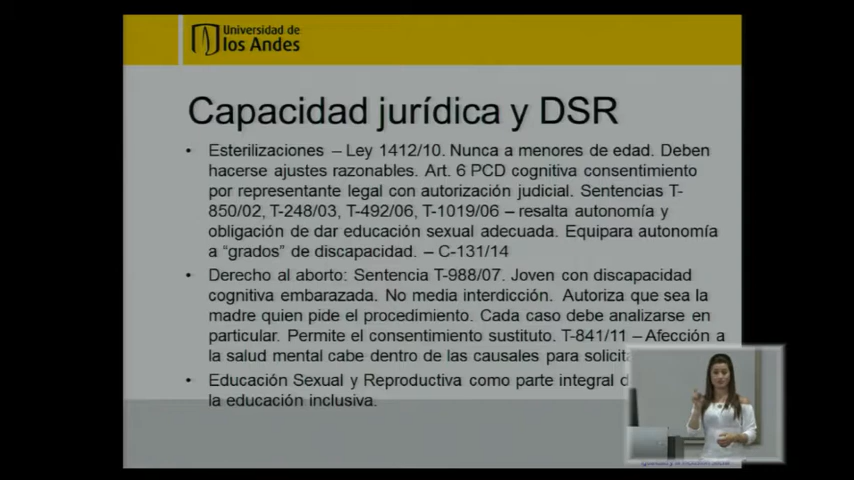 Universidad de
los Andes
Capacidad jurídica y DSR
• Esterilizaciones – Ley 1412/10. Nunca a menores de edad. Deben
hacerse ajustes razonables. Art. 6 PCD cognitiva consentimiento
por representante legal con autorización judicial. Sentencias T-
850/02, T-248/03, T-492/06, T-1019/06 – resalta autonomía y
obligación de dar educación sexual adecuada. Equipara autonomía
a “grados” de discapacidad. – C-131/14
• Derecho al aborto: Sentencia T-988/07. Joven con discapacidad
cognitiva embarazada. No media interdicción. Autoriza que sea la
madre quien pide el procedimiento. Cada caso debe analizarse en
particular. Permite el consentimiento sustituto. T-841/11 – Afección a
la salud mental cabe dentro de las causales para
• Educación Sexual y Reproductiva como parte integral
la educación inclusiva.